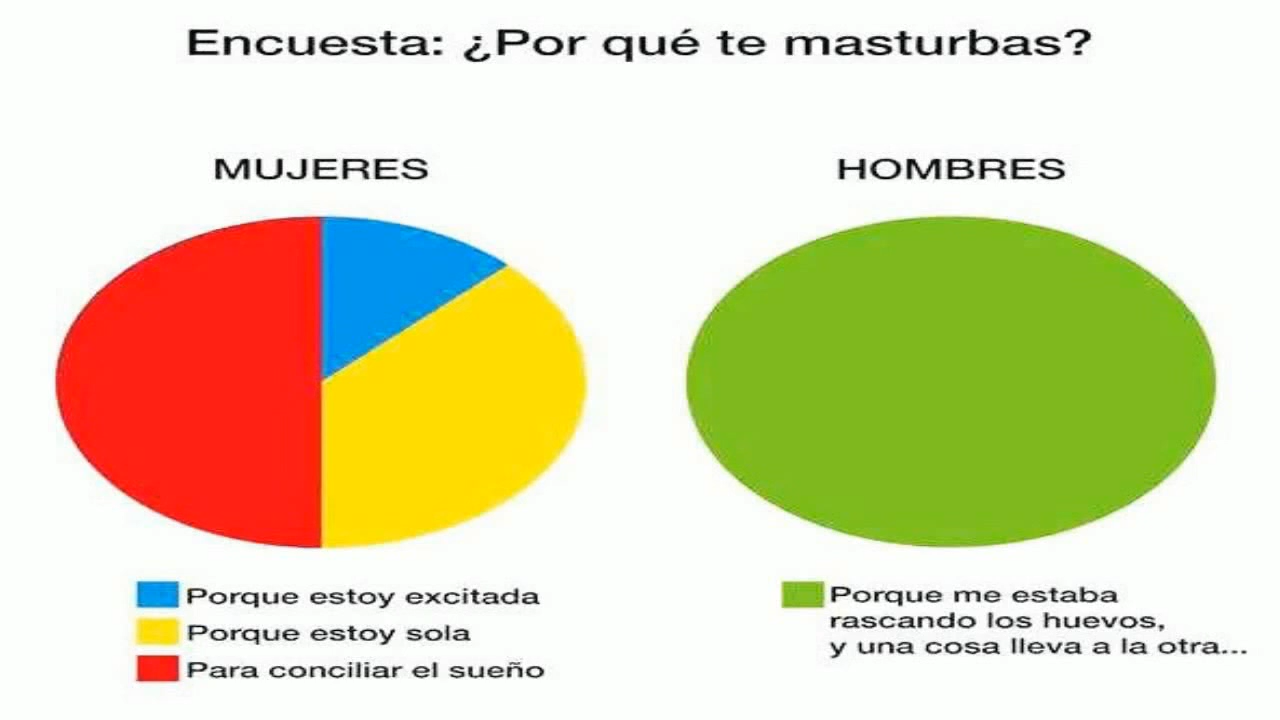 Encuesta: ¿Por qué te masturbas?
MUJERES
Porque estoy excitada
Porque estoy sola
Para conciliar el sueño
HOMBRES
Porque me estaba
rascando los huevos,
y una cosa lleva a la otra...